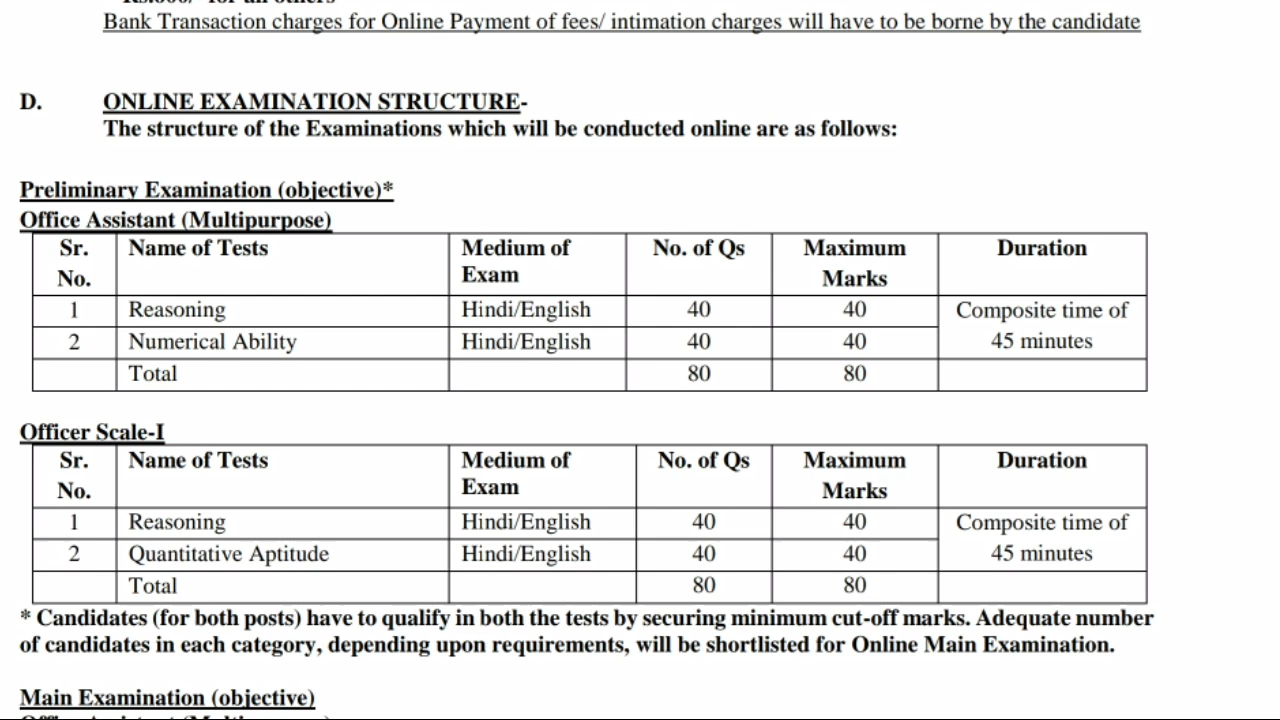 Bank Transaction charges for Online Payment of fees/ intimation charges will have to be borne by the candidate
D. ONLINE EXAMINATION STRUCTURE-
The structure of the Examinations which will be conducted online are as follows:
Preliminary Examination (objective)*
Office Assistant (Multipurpose)
Sr. No. Name of Tests Medium of Exam No. of Qs Maximum Marks Duration
1 Reasoning Hindi/English 40 40 Composite time of 45 minutes
2 Numerical Ability Hindi/English 40 40
Total 80 80
Officer Scale-I
Sr. No. Name of Tests Medium of Exam No. of Qs Maximum Marks Duration
1 Reasoning Hindi/English 40 40 Composite time of 45 minutes
2 Quantitative Aptitude Hindi/English 40 40
Total 80 80
* Candidates (for both posts) have to qualify in both the tests by securing minimum cut-off marks. Adequate number
of candidates in each category, depending upon requirements, will be shortlisted for Online Main Examination.
Main Examination (objective)